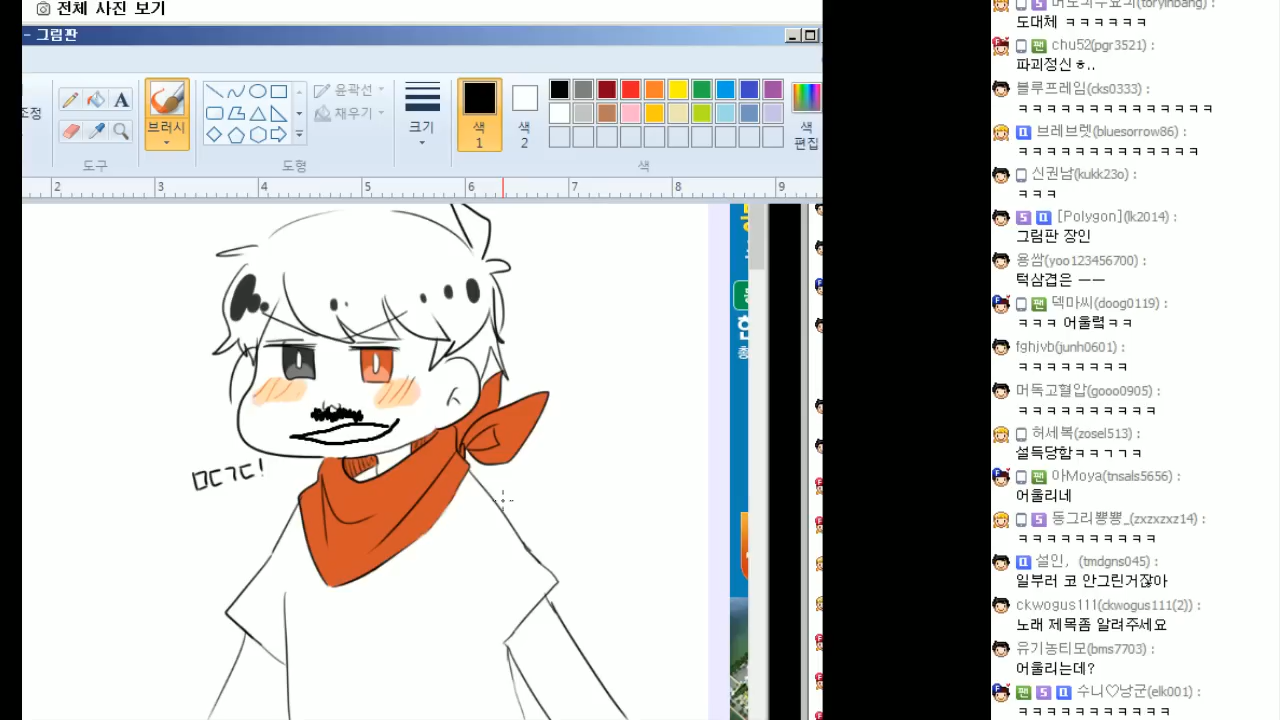 전체 사진 보기
- 그림판
조정
브러시
도구
윤곽선
채우기
도형
크기
색
1
색
2
색
편집
색
2 3 4 5 6 7 8 9
ㅁㄷㄱㄷ!
도대체 ㅋㅋㅋㅋㅋㅋ
chu52(pgr3521) :
파괴정신ㅎ..
블루프레임(cks0333) :
ㅋㅋㅋㅋㅋㅋㅋㅋㅋㅋㅋㅋㅋㅋ
브레브렛(bluesorrow86) :
ㅋㅋㅋㅋㅋㅋㅋㅋㅋㅋㅋㅋㅋ
신권남(kukk23o) :
ㅋㅋㅋ
[Polygon](lk2014) :
그림판 장인
용쌈(yoo123456700) :
턱삼겹은 ㅡㅡ
덱마씨(doog0119) :
ㅋㅋㅋ 어울렄ㅋㅋ
fghjvb(junh0601) :
ㅋㅋㅋㅋㅋㅋㅋㅋ
머독고혈압(gooo0905) :
ㅋㅋㅋㅋㅋㅋㅋㅋㅋㅋ
허세복(zosel513) :
설득당함ㅋㅋㄱㄱㅋ
아Moya(tnsals5656) :
어울리네
동그리뿅뿅_(zxzxzxz14) :
ㅋㅋㅋㅋㅋㅋㅋㅋㅋㅋ
설인, (tmdgns045) :
일부러 코 안그린거잖아
ckwogus111(ckwogus111(2)) :
노래 제목좀 알려주세요
유기농티모(bms7703) :
어울리는데?
수니♡낭군(elk001) :
ㅋㅋㅋㅋㅋㅋㅋㅋㅋㅋㅋ